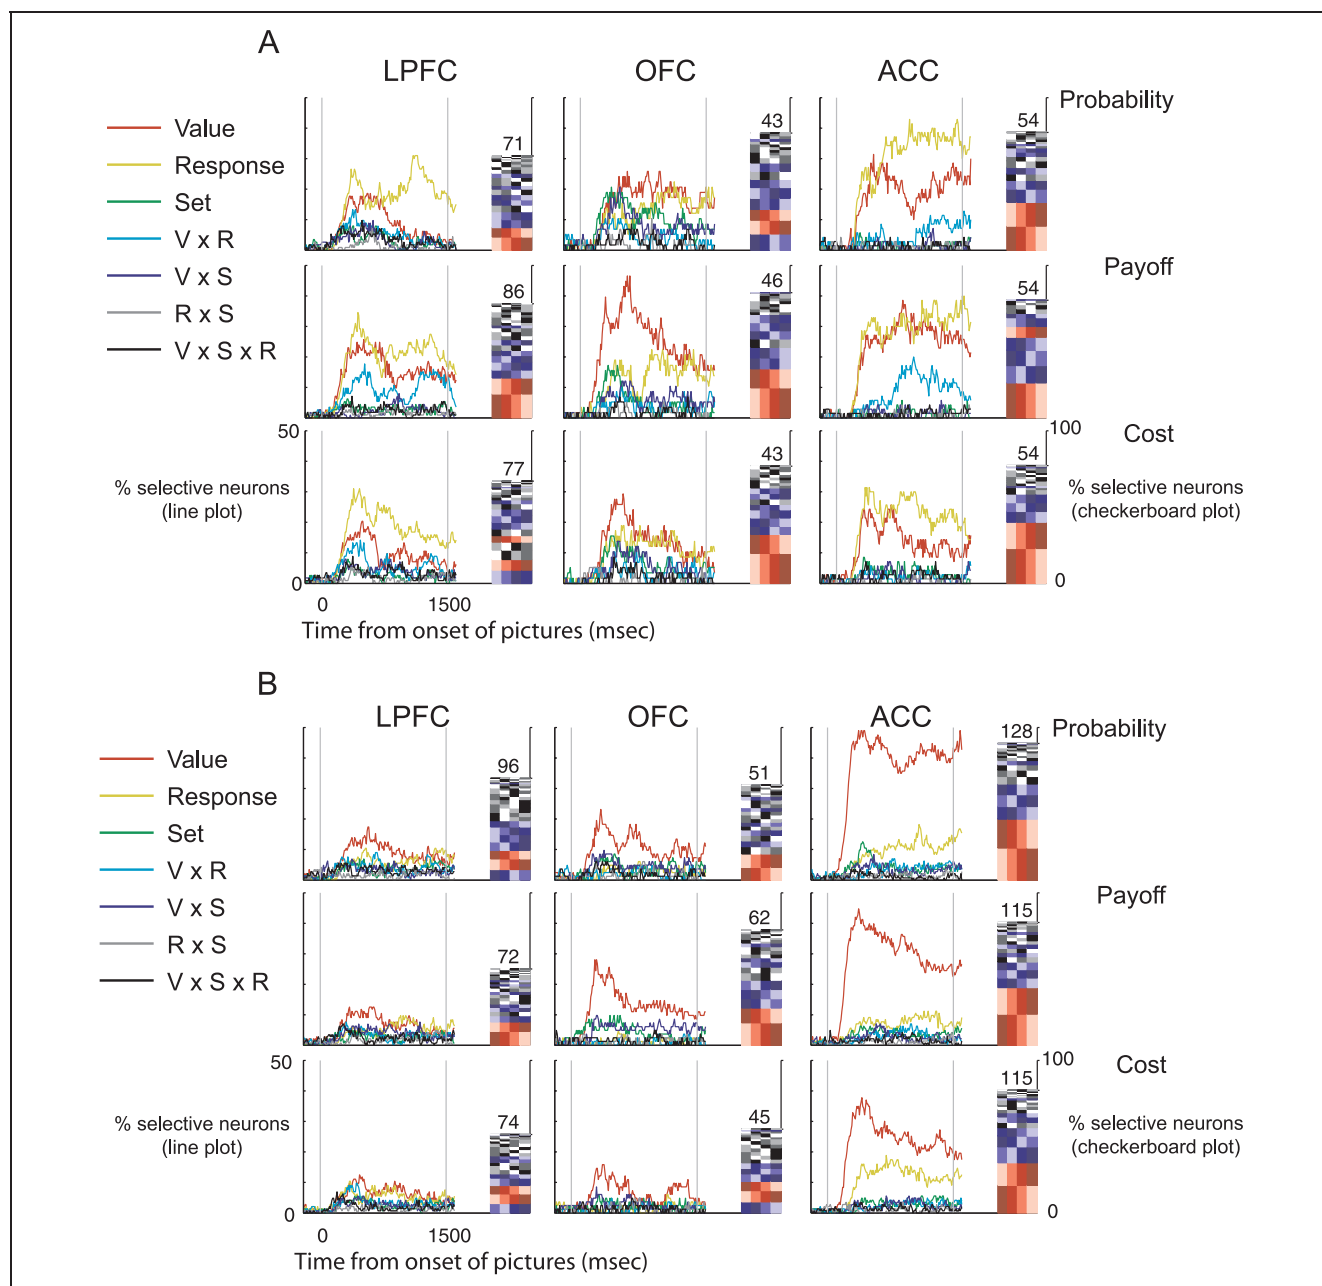 A
LPFC
OFC
ACC
Probability
Value
Response
Set
V x R
V x S
R x S
V x S x R
71
43
54
Payoff
86
46
54
Cost
50
100
% selective neurons
(line plot)
77
43
54
% selective neurons
(checkerboard plot)
0
0
0
1500
Time from onset of pictures (msec)
B
LPFC
OFC
ACC
Probability
Value
Response
Set
V x R
V x S
R x S
V x S x R
96
51
128
Payoff
72
62
115
Cost
50
100
% selective neurons
(line plot)
74
45
115
% selective neurons
(checkerboard plot)
0
0
0
1500
Time from onset of pictures (msec)